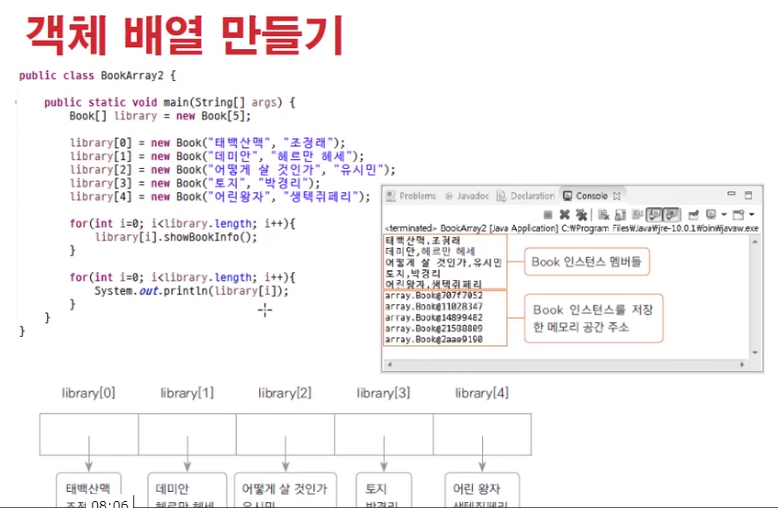 객체 배열 만들기
public class BookArray2 {
public static void main(String[] args) {
Book[] library = new Book[5];
library[0] = new Book("태백산맥", "조정래");
library[1] = new Book("데미안", "헤르만 헤세");
library[2] = new Book("어떻게 살 것인가", "유시민");
library[3] = new Book("토지", "박경리");
library[4] = new Book("어린왕자", "생텍쥐페리");
for(int i=0; i<library.length; i++){
library[i].showBookInfo();
}
for(int i=0; i<library.length; i++){
System.out.println(library[i]);
}
}
}
Problems @ Javadoc Declaration Console
<terminated> BookArray2 [Java Application] C:₩Program Files₩Java₩jre-10.0.1₩bin₩javaw.exe
태백산맥,조정래
데미안,헤르만 헤세
어떻게 살 것인가,유시민
토지,박경리
어린왕자,생텍쥐페리
Book 인스턴스 멤버들
array.Book@707f7052
array.Book@11028347
array.Book@14899482
array.Book@21588809
array.Book@2aae9190
Book 인스턴스를 저장
한 메모리 공간 주소
library[0] library[1] library[2] library[3] library[4]
태백산맥 데미안 어떻게 살 것인가 토지 어린 왕자
헤르만 헤세 유시민 박경리 생텍쥐페리
08:06